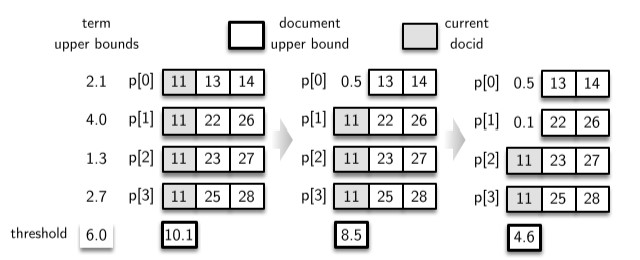 term upper bounds
document upper bound
current docid
2.1 p[0] 11 13 14 p[0] 0.5 13 14 p[0] 0.5 13 14
4.0 p[1] 11 22 26 p[1] 11 22 26 p[1] 0.1 22 26
1.3 p[2] 11 23 27 p[2] 11 23 27 p[2] 11 23 27
2.7 p[3] 11 25 28 p[3] 11 25 28 p[3] 11 25 28
threshold 6.0 10.1 8.5 4.6